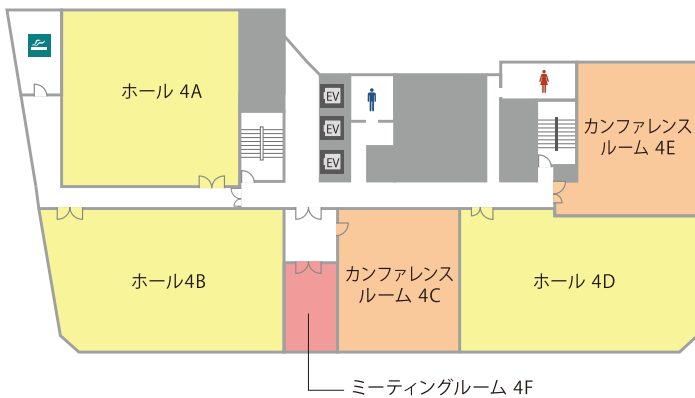 ホール 4A
EV
EV
EV
カンファレンス
ルーム 4E
ホール4B
カンファレンス
ルーム 4C
ホール 4D
ミーティングルーム 4F